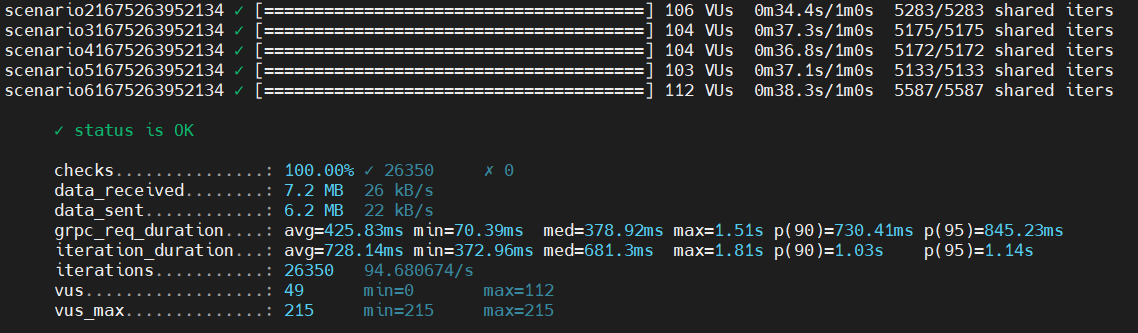 scenario21675263952134 ✓ [======================================] 106 VUs  0m34.4s/1m0s  5283/5283 shared iters
scenario31675263952134 ✓ [======================================] 104 VUs  0m37.3s/1m0s  5175/5175 shared iters
scenario41675263952134 ✓ [======================================] 104 VUs  0m36.8s/1m0s  5172/5172 shared iters
scenario51675263952134 ✓ [======================================] 103 VUs  0m37.1s/1m0s  5133/5133 shared iters
scenario61675263952134 ✓ [======================================] 112 VUs  0m38.3s/1m0s  5587/5587 shared iters
✓ status is OK
checks...............: 100.00% ✓ 26350     ✗ 0
data_received........: 7.2 MB  26 kB/s
data_sent............: 6.2 MB  22 kB/s
grpc_req_duration....: avg=425.83ms min=70.39ms  med=378.92ms max=1.51s p(90)=730.41ms p(95)=845.23ms
iteration_duration...: avg=728.14ms min=372.96ms med=681.3ms  max=1.81s p(90)=1.03s    p(95)=1.14s
iterations...........: 26350   94.680674/s
vus..................: 49      min=0       max=112
vus_max..............: 215     min=215     max=215